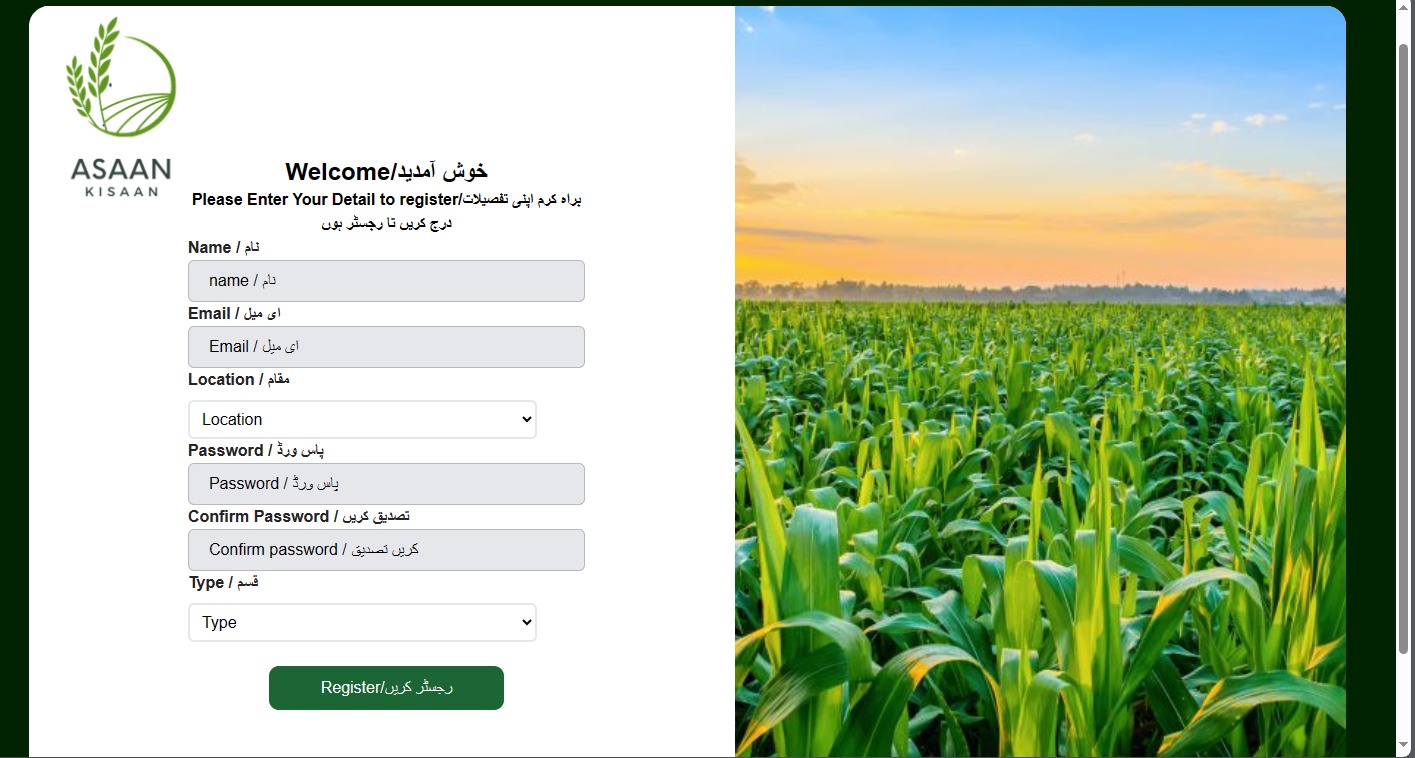 ASAAN
KISAAN
Welcome/خوش آمدید
Please Enter Your Detail to register/براہ کرم اپنی تفصیلات
درج کریں تا رجسٹر ہوں
Name / نام
name / نام
Email / ای میل
Email / ای میل
Location / مقام
Location
Password / پاس ورڈ
Password / پاس ورڈ
Confirm Password / تصدیق کریں
Confirm password / کریں تصدیق
Type / قسم
Type
Register/رجسٹر کریں